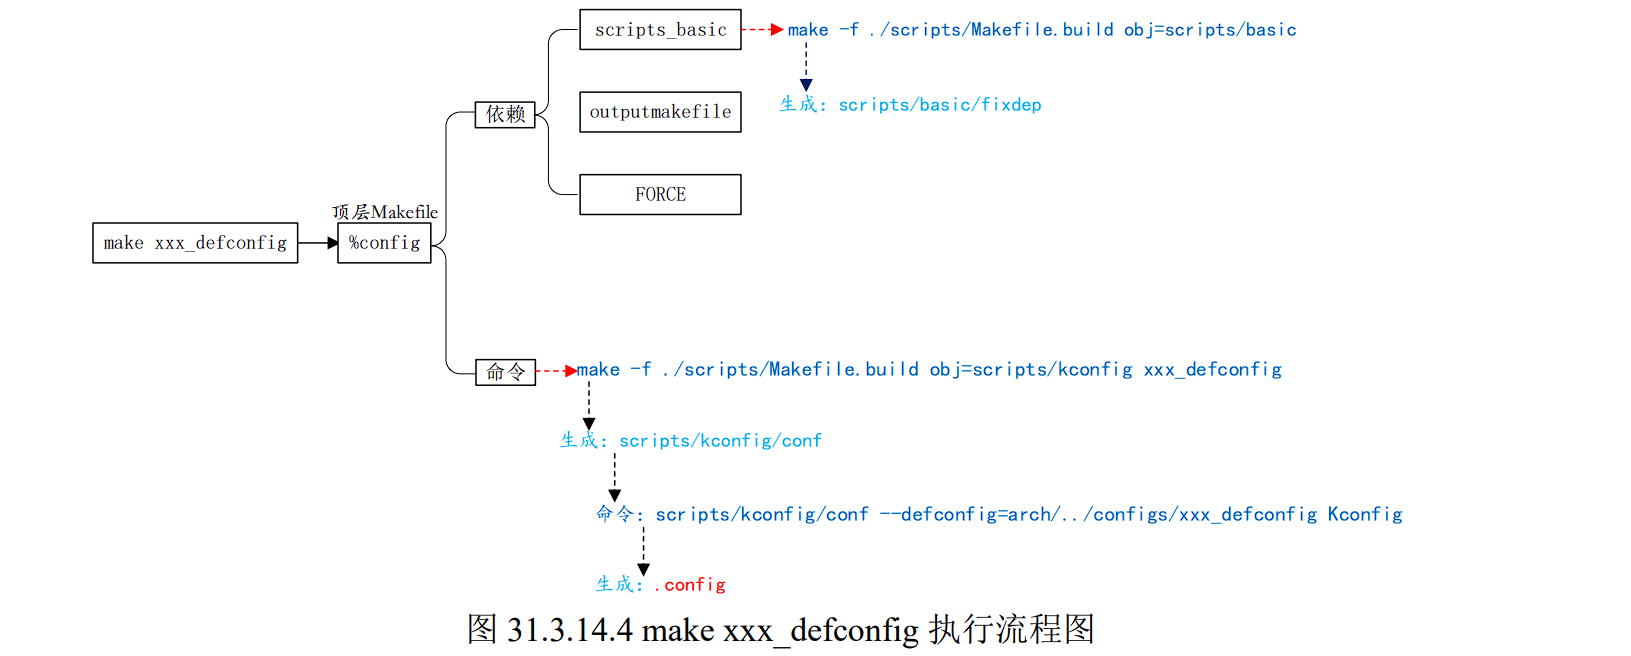 scripts_basic
make -f ./scripts/Makefile.build obj=scripts/basic
生成：scripts/basic/fixdep
依赖
outputmakefile
FORCE
顶层Makefile
make xxx_defconfig
%config
命令
make -f ./scripts/Makefile.build obj=scripts/kconfig xxx_defconfig
生成：scripts/kconfig/conf
命令：scripts/kconfig/conf --defconfig=arch/../configs/xxx_defconfig Kconfig
生成：.config
图 31.3.14.4 make xxx_defconfig 执行流程图